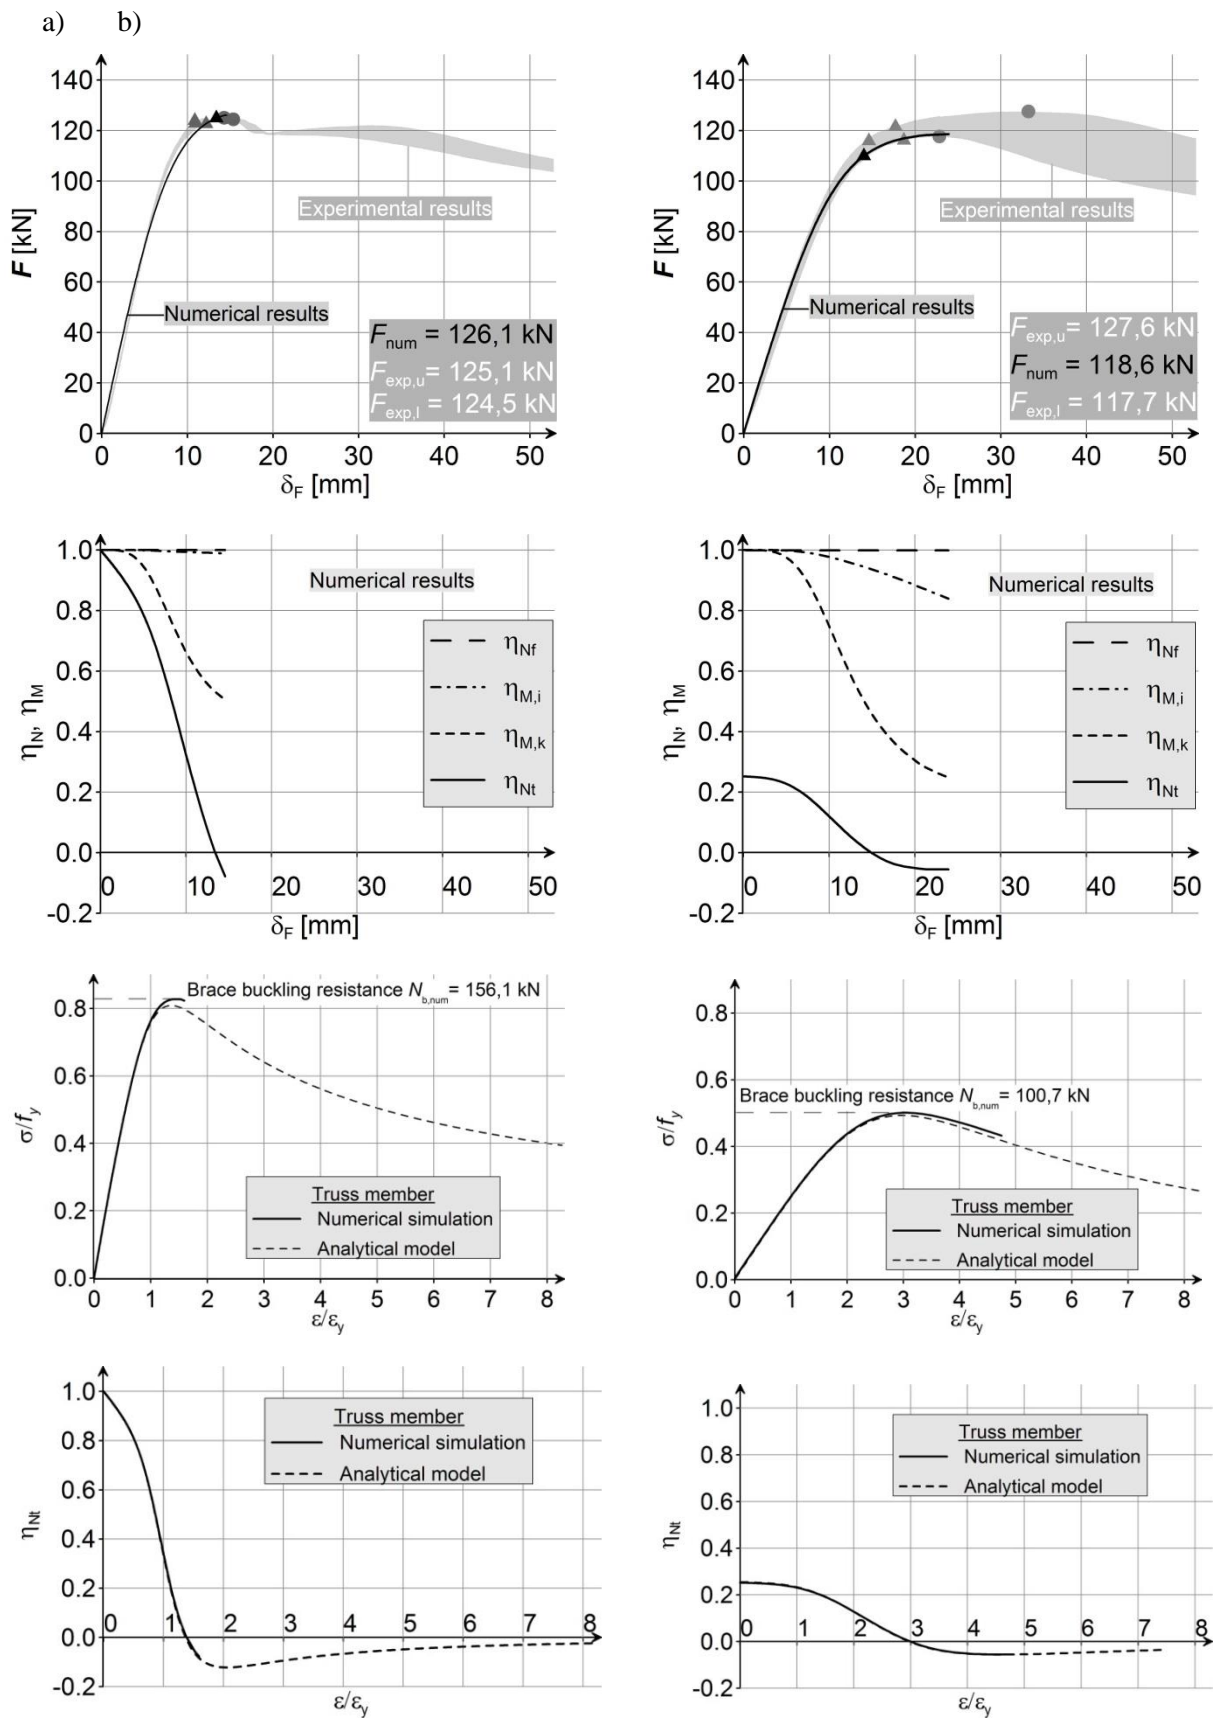 a) b)
140
120
100
80
60
40
20
0
F [kN]
Experimental results
Numerical results
Fnum = 126,1 kN
Fexp,u = 125,1 kN
Fexp,l = 124,5 kN
0 10 20 30 40 50
δF [mm]
140
120
100
80
60
40
20
0
F [kN]
Experimental results
Numerical results
Fexp,u = 127,6 kN
Fnum = 118,6 kN
Fexp,l = 117,7 kN
0 10 20 30 40 50
δF [mm]
1.0
0.8
0.6
0.4
0.2
0.0
-0.2
ηN, ηM
Numerical results
ηNf
ηM,i
ηM,k
ηNt
0 10 20 30 40 50
δF [mm]
1.0
0.8
0.6
0.4
0.2
0.0
-0.2
ηN, ηM
Numerical results
ηNf
ηM,i
ηM,k
ηNt
0 10 20 30 40 50
δF [mm]
Brace buckling resistance Nb,num = 156,1 kN
0.8
0.6
0.4
0.2
0.0
σ/fy
Truss member
Numerical simulation
Analytical model
0 1 2 3 4 5 6 7 8
ε/εy
0.8
0.6
Brace buckling resistance Nb,num = 100,7 kN
0.4
0.2
0.0
σ/fy
Truss member
Numerical simulation
Analytical model
0 1 2 3 4 5 6 7 8
ε/εy
1.0
0.8
0.6
0.4
0.2
0.0
-0.2
ηNt
Truss member
Numerical simulation
Analytical model
0 1 2 3 4 5 6 7 8
ε/εy
1.0
0.8
0.6
0.4
0.2
0.0
-0.2
ηNt
Truss member
Numerical simulation
Analytical model
0 1 2 3 4 5 6 7 8
ε/εy